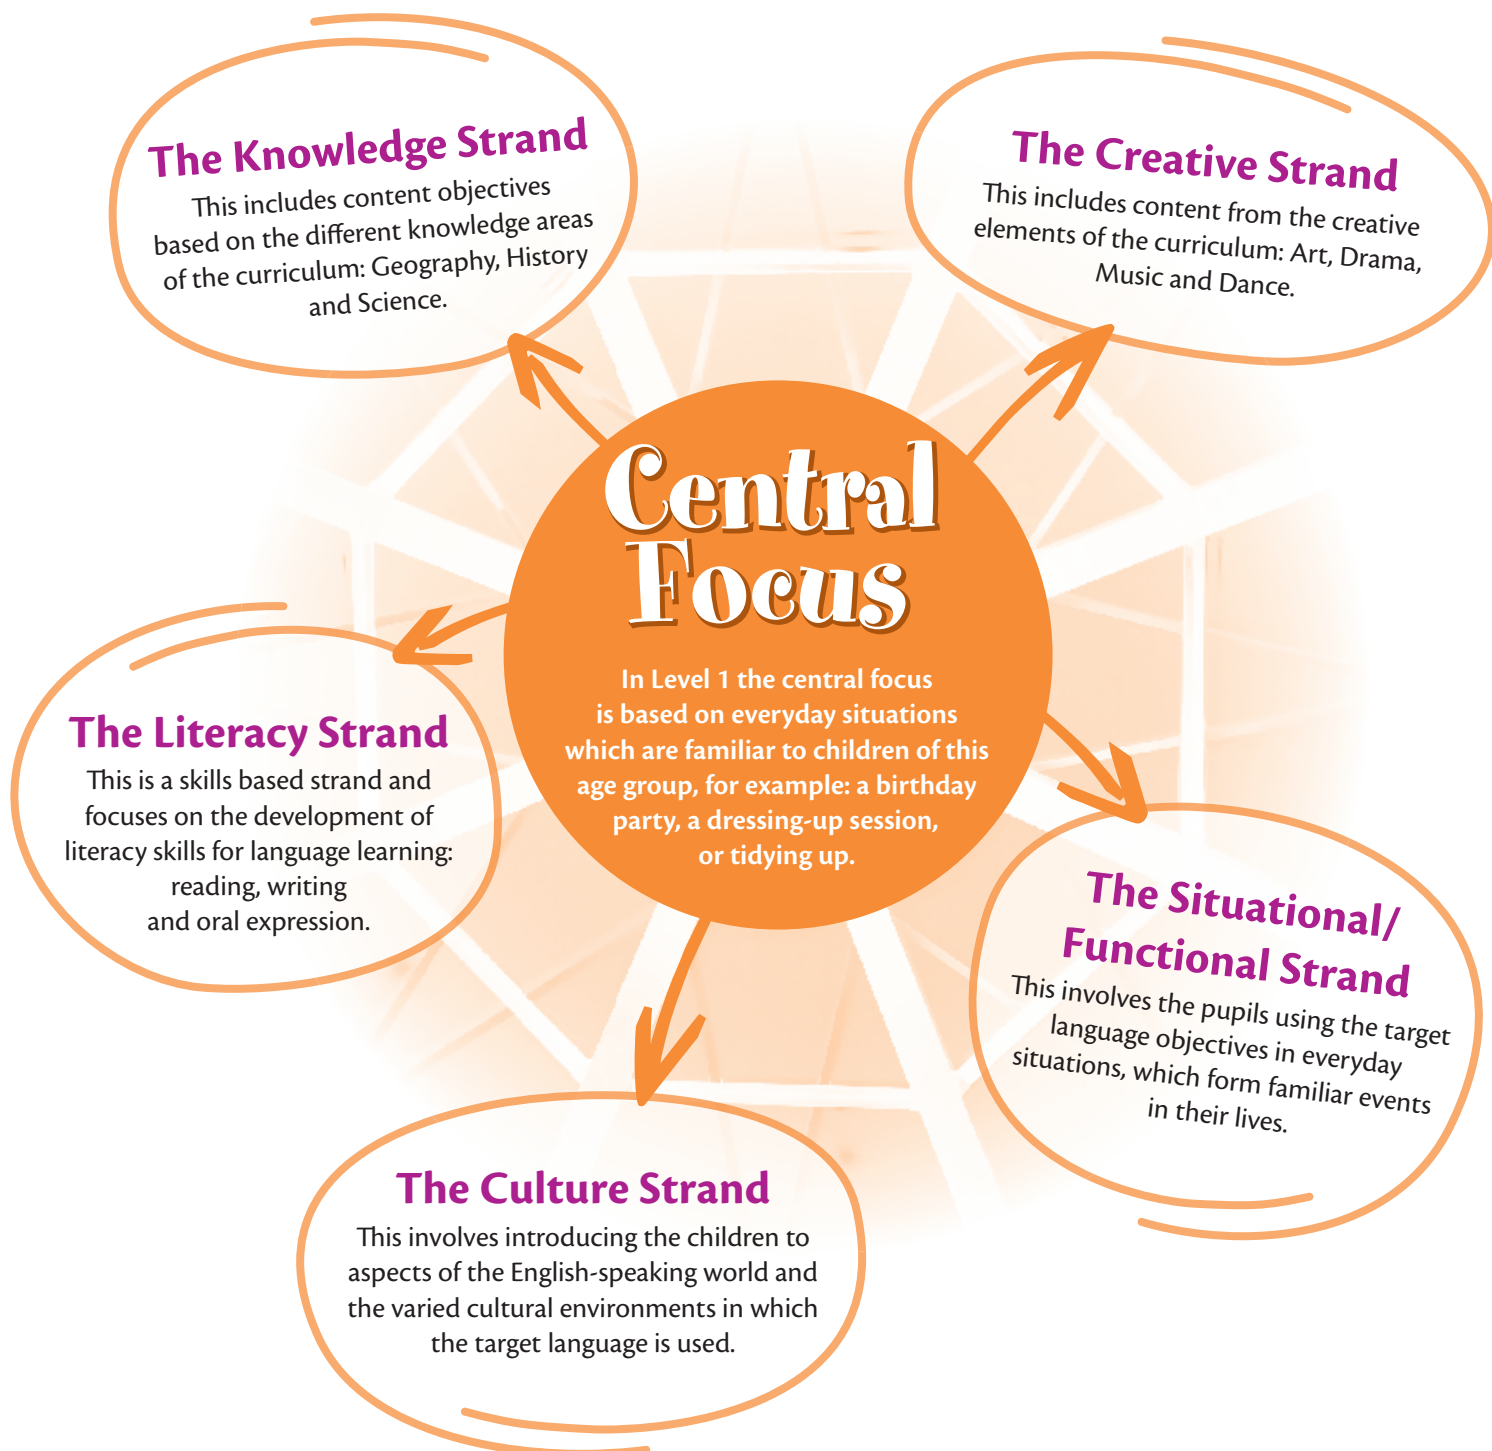 The Knowledge Strand
This includes content objectives
based on the different knowledge areas
of the curriculum: Geography, History
and Science.
The Creative Strand
This includes content from the creative
elements of the curriculum: Art, Drama,
Music and Dance.
Central
Focus
In Level 1 the central focus
is based on everyday situations
which are familiar to children of this
age group, for example: a birthday
party, a dressing-up session,
or tidying up.
The Literacy Strand
This is a skills based strand and
focuses on the development of
literacy skills for language learning:
reading, writing
and oral expression.
The Situational/
Functional Strand
This involves the pupils using the target
language objectives in everyday
situations, which form familiar events
in their lives.
The Culture Strand
This involves introducing the children to
aspects of the English-speaking world and
the varied cultural environments in which
the target language is used.